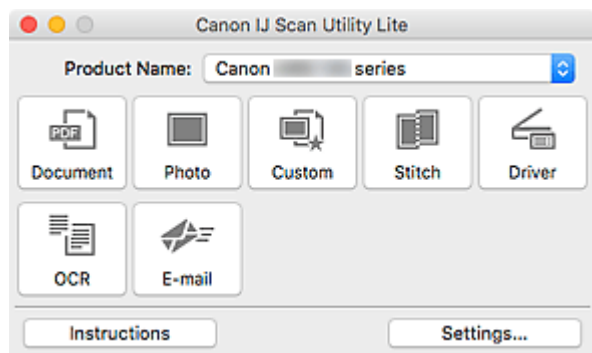 Canon IJ Scan Utility Lite
Product Name: Canon series
PDF
Document Photo Custom Stitch Driver
OCR E-mail
Instructions Settings...